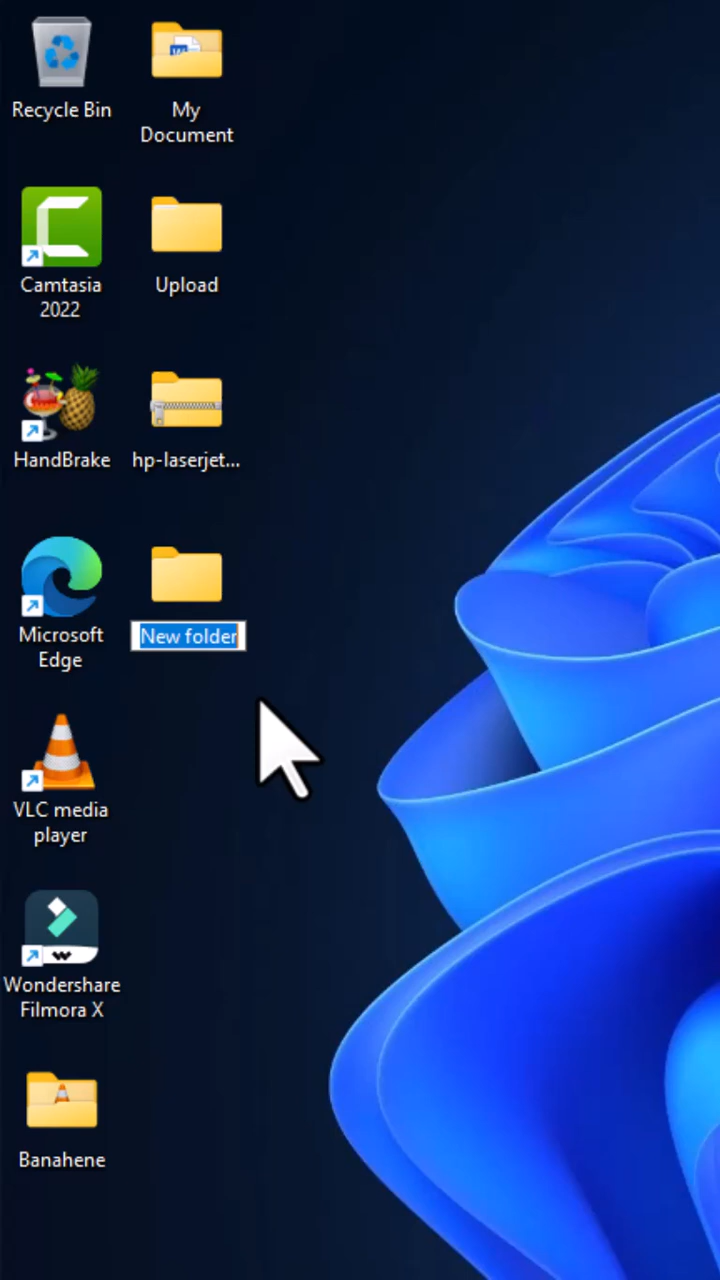 Recycle Bin
My
Document
Camtasia
2022
Upload
HandBrake
hp-laserjet...
Microsoft
Edge
New folder
VLC media
player
Wondershare
Filmora X
Banahene